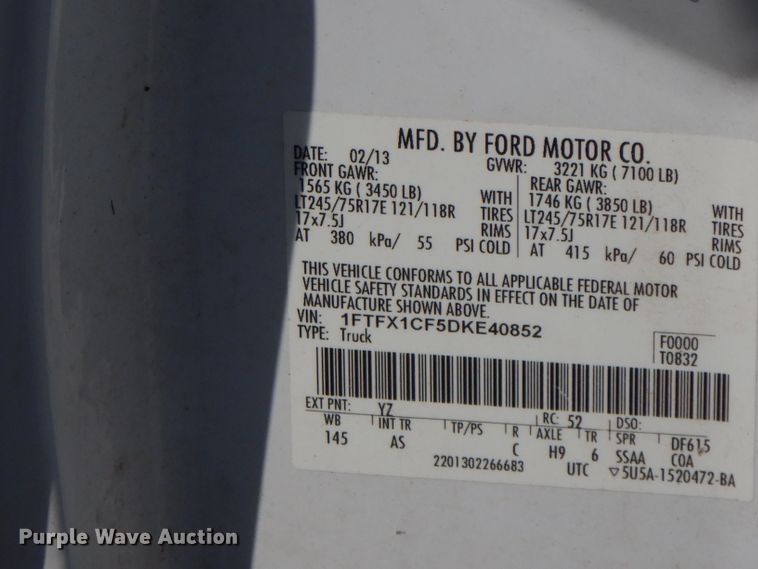 MFD. BY FORD MOTOR CO.
DATE: 02/13 GVWR: 3221 KG (7100 LB)
FRONT GAWR: REAR GAWR:
1565 KG (3450 LB) WITH 1746 KG (3850 LB) WITH
LT245/75R17E 121/118R TIRES LT245/75R17E 121/118R TIRES
17x7.5J RIMS 17x7.5J RIMS
AT 380 kPa/ 55 PSI COLD AT 415 kPa/ 60 PSI COLD
THIS VEHICLE CONFORMS TO ALL APPLICABLE FEDERAL MOTOR
VEHICLE SAFETY STANDARDS IN EFFECT ON THE DATE OF
MANUFACTURE SHOWN ABOVE.
VIN: 1FTFX1CF5DKE40852 F0000
TYPE: Truck T0832
EXT PNT: YZ RC: 52 DSO:
WB INT TR TP/PS R AXLE TR SPR DF615
145 AS C H9 6 SSAA COA
2201302266683 UTC ▽5U5A-1520472-BA
Purple Wave Auction